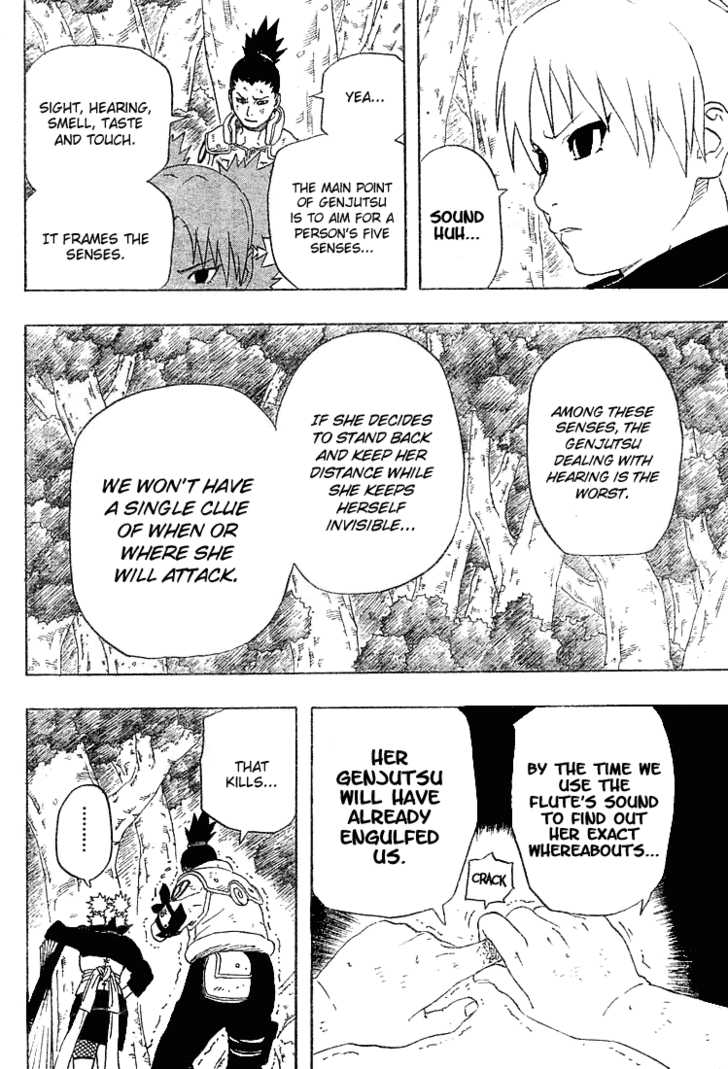 SOUND
HUH...
YEA...
THE MAIN POINT
OF GENJUTSU
IS TO AIM FOR A
PERSON'S FIVE
SENSES...
SIGHT, HEARING,
SMELL, TASTE
AND TOUCH.
IT FRAMES THE
SENSES.
AMONG THESE
SENSES, THE
GENJUTSU
DEALING WITH
HEARING IS THE
WORST.
IF SHE DECIDES
TO STAND BACK
AND KEEP HER
DISTANCE WHILE
SHE KEEPS
HERSELF
INVISIBLE...
WE WON'T HAVE
A SINGLE CLUE
OF WHEN OR
WHERE SHE
WILL ATTACK.
BY THE TIME WE
USE THE
FLUTE'S SOUND
TO FIND OUT
HER EXACT
WHEREABOUTS...
HER
GENJUTSU
WILL HAVE
ALREADY
ENGULFED
US.
CRACK
THAT
KILLS...
.........